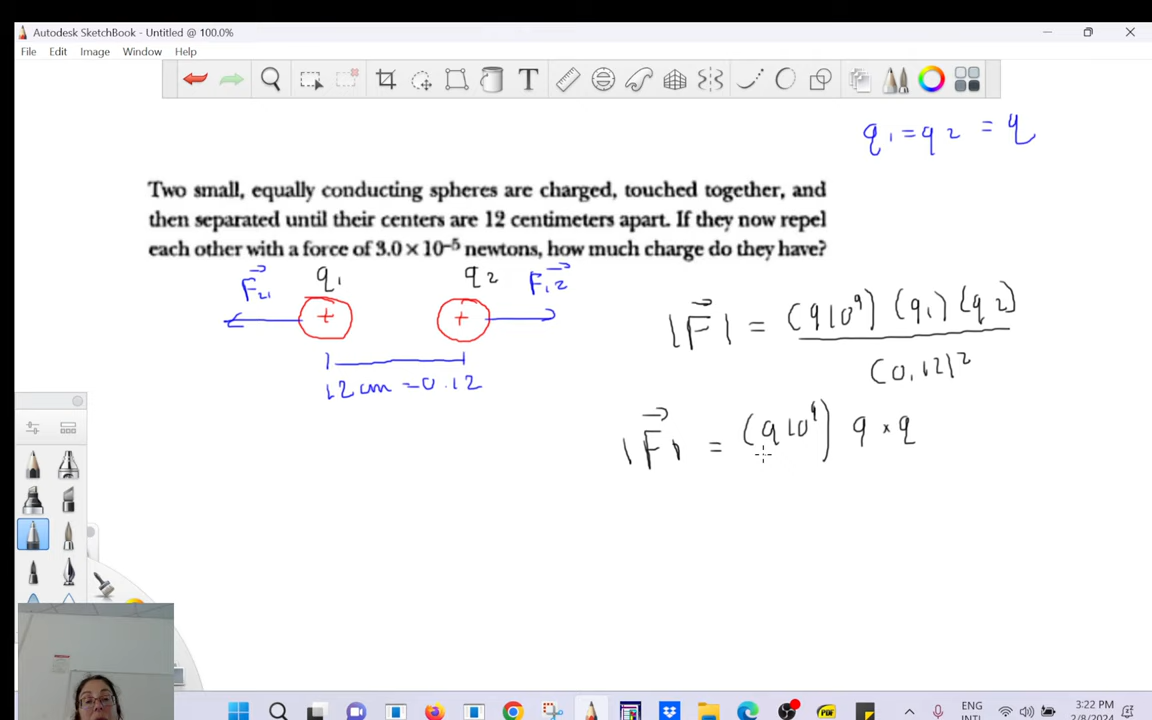 Autodesk SketchBook - Untitled @ 100.0%
File Edit Image Window Help
T
q1 = q2 = q
Two small, equally conducting spheres are charged, touched together, and
then separated until their centers are 12 centimeters apart. If they now repel
each other with a force of 3.0 × 10⁻⁵ newtons, how much charge do they have?
F21 q1 q2 F12
+ +
12cm = 0.12
|F| = (9 10⁹) (q1) (q2)
(0,12)²
|F| = (9 10⁹) q × q
ENG
INTL
3:22 PM
2/8/2024